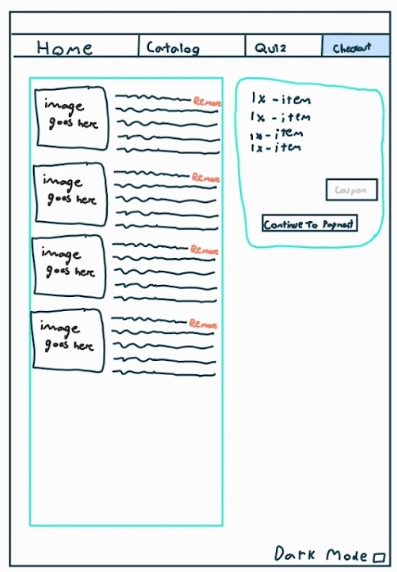 Home
Catalog
Quiz
Checkout
image
goes here
Remove
image
goes here
Remove
image
goes here
Remove
image
goes here
Remove
1x - item
1x - item
1x - item
1x - item
Coupon
Continue To Payment
Dark Mode